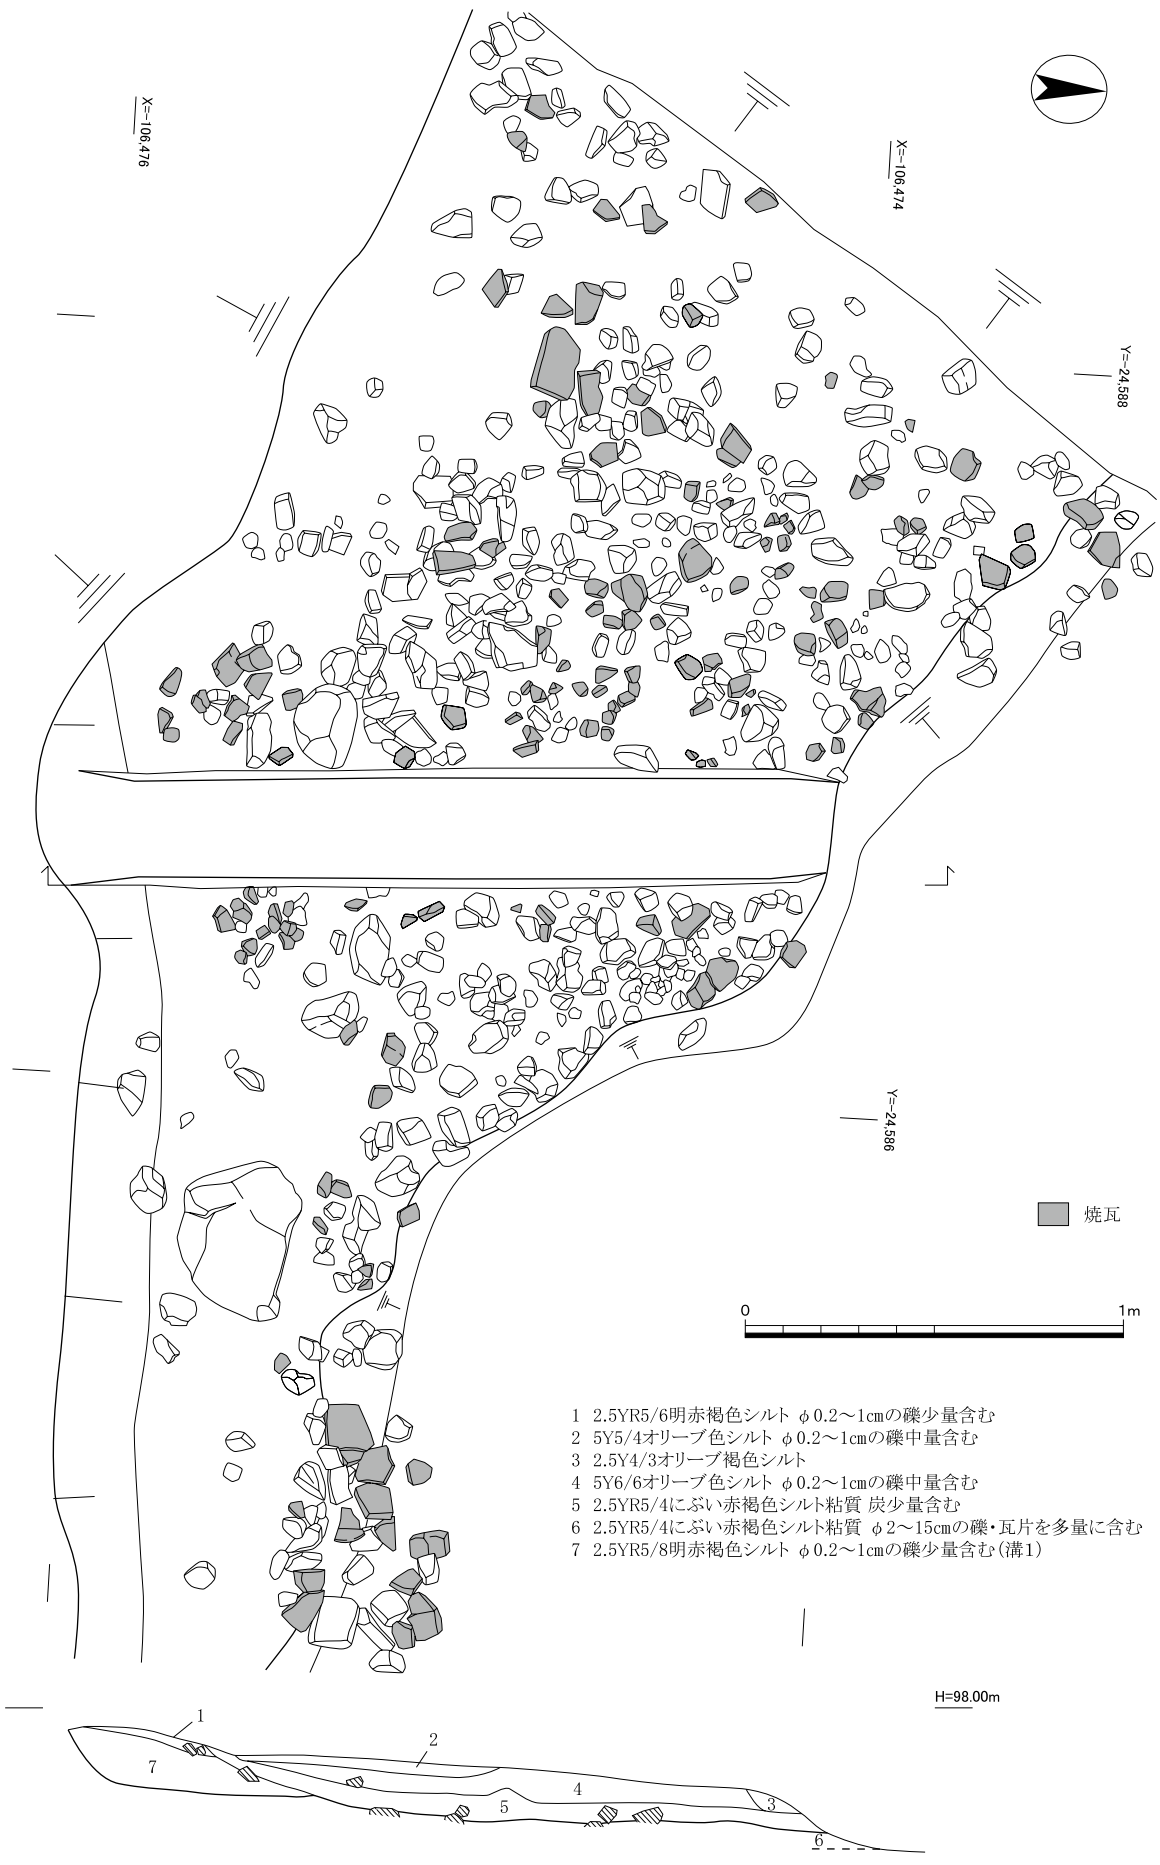 X=-106,476
X=-106,474
Y=-24,588
Y=-24,586
焼瓦
0 1m
1 2.5YR5/6明赤褐色シルト φ0.2～1㎝の礫少量含む
2 5Y5/4オリーブ色シルト φ0.2～1㎝の礫中量含む
3 2.5Y4/3オリーブ褐色シルト
4 5Y6/6オリーブ色シルト φ0.2～1㎝の礫中量含む
5 2.5YR5/4にぶい赤褐色シルト粘質 炭少量含む
6 2.5YR5/4にぶい赤褐色シルト粘質 φ2～15㎝の礫・瓦片を多量に含む
7 2.5YR5/8明赤褐色シルト φ0.2～1㎝の礫少量含む(溝1)
H=98.00m
1
2
7
4
3
5
6